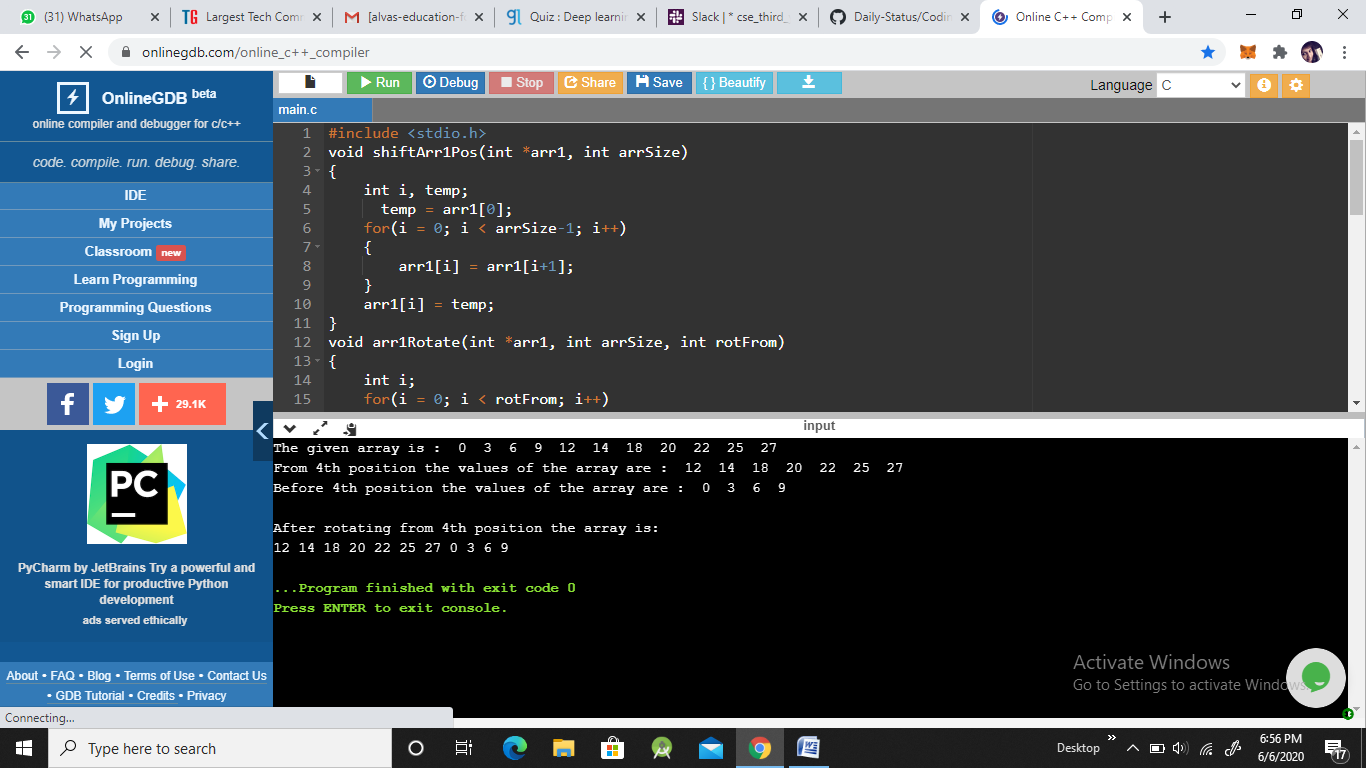 (31) WhatsApp
Largest Tech Comm
[alvas-education-f
Quiz : Deep learnin
Slack | * cse_third_
Daily-Status/Codin
Online C++ Comp
onlinegdb.com/online_c++_compiler
OnlineGDB beta
online compiler and debugger for c/c++
code. compile. run. debug. share.
IDE
My Projects
Classroom new
Learn Programming
Programming Questions
Sign Up
Login
29.1K
PC
PyCharm by JetBrains Try a powerful and
smart IDE for productive Python
development
ads served ethically
About • FAQ • Blog • Terms of Use • Contact Us
• GDB Tutorial • Credits • Privacy
Connecting...
Run Debug Stop Share Save {} Beautify
Language C
main.c
1 #include <stdio.h>
2 void shiftArr1Pos(int *arr1, int arrSize)
3 {
4 int i, temp;
5 temp = arr1[0];
6 for(i = 0; i < arrSize-1; i++)
7 {
8 arr1[i] = arr1[i+1];
9 }
10 arr1[i] = temp;
11 }
12 void arr1Rotate(int *arr1, int arrSize, int rotFrom)
13 {
14 int i;
15 for(i = 0; i < rotFrom; i++)
input
The given array is : 0 3 6 9 12 14 18 20 22 25 27
From 4th position the values of the array are : 12 14 18 20 22 25 27
Before 4th position the values of the array are : 0 3 6 9
After rotating from 4th position the array is:
12 14 18 20 22 25 27 0 3 6 9
...Program finished with exit code 0
Press ENTER to exit console.
Activate Windows
Go to Settings to activate Windows.
Type here to search
Desktop
6:56 PM
6/6/2020
17